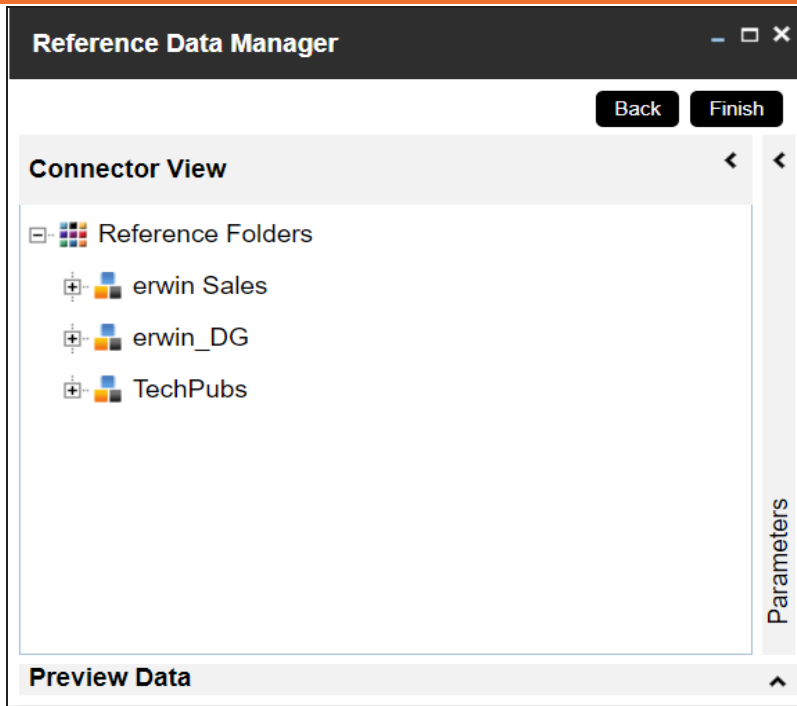 Reference Data Manager
Back Finish
Connector View
Reference Folders
erwin Sales
erwin_DG
TechPubs
Parameters
Preview Data